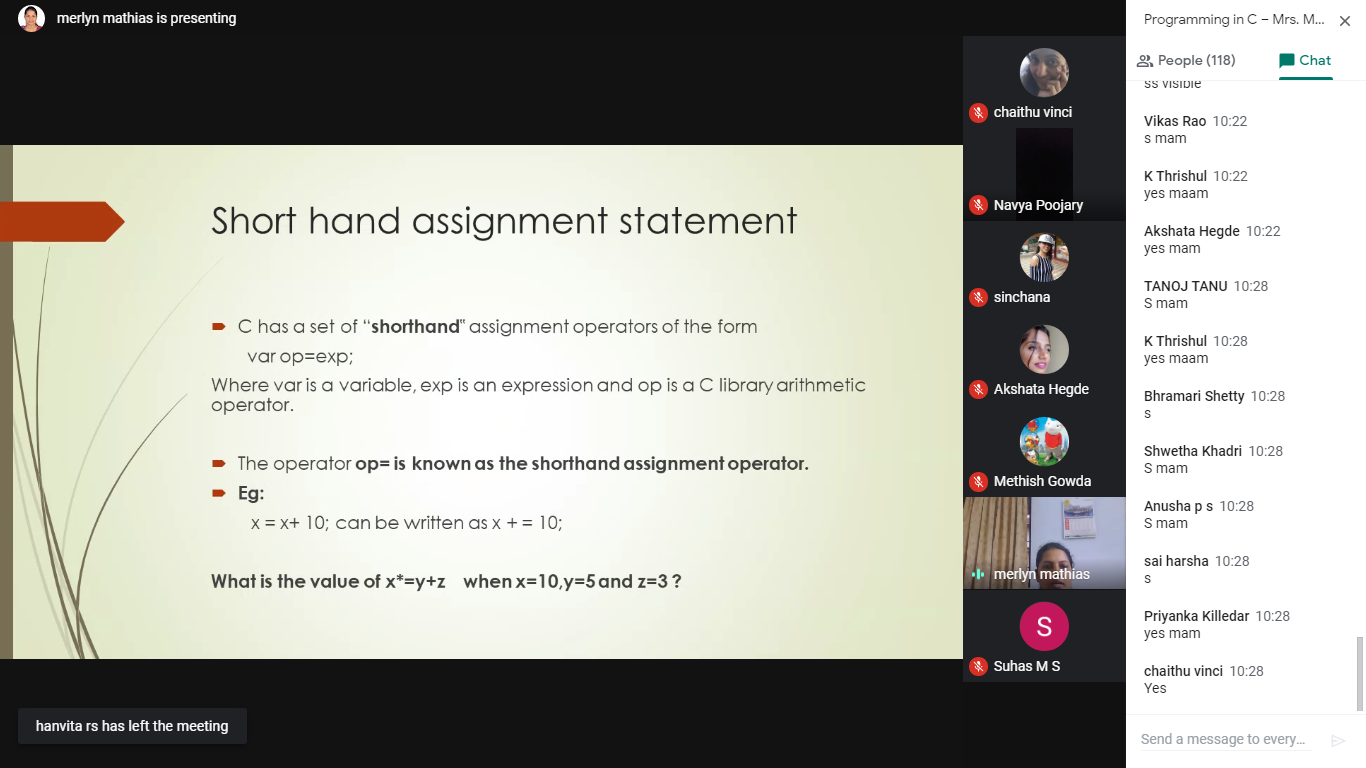 merlyn mathias is presenting
Short hand assignment statement
C has a set of “shorthand‟ assignment operators of the form
var op=exp;
Where var is a variable, exp is an expression and op is a C library arithmetic
operator.
The operator op= is known as the shorthand assignment operator.
Eg:
x = x+ 10; can be written as x + = 10;
What is the value of x*=y+z when x=10,y=5 and z=3 ?
hanvita rs has left the meeting
chaithu vinci
Navya Poojary
sinchana
Akshata Hegde
Methish Gowda
merlyn mathias
S
Suhas M S
Programming in C – Mrs. M...
People (118)
Chat
ss visible
Vikas Rao 10:22
s mam
K Thrishul 10:22
yes maam
Akshata Hegde 10:22
yes mam
TANOJ TANU 10:28
S mam
K Thrishul 10:28
yes maam
Bhramari Shetty 10:28
s
Shwetha Khadri 10:28
S mam
Anusha p s 10:28
S mam
sai harsha 10:28
s
Priyanka Killedar 10:28
yes mam
chaithu vinci 10:28
Yes
Send a message to every...